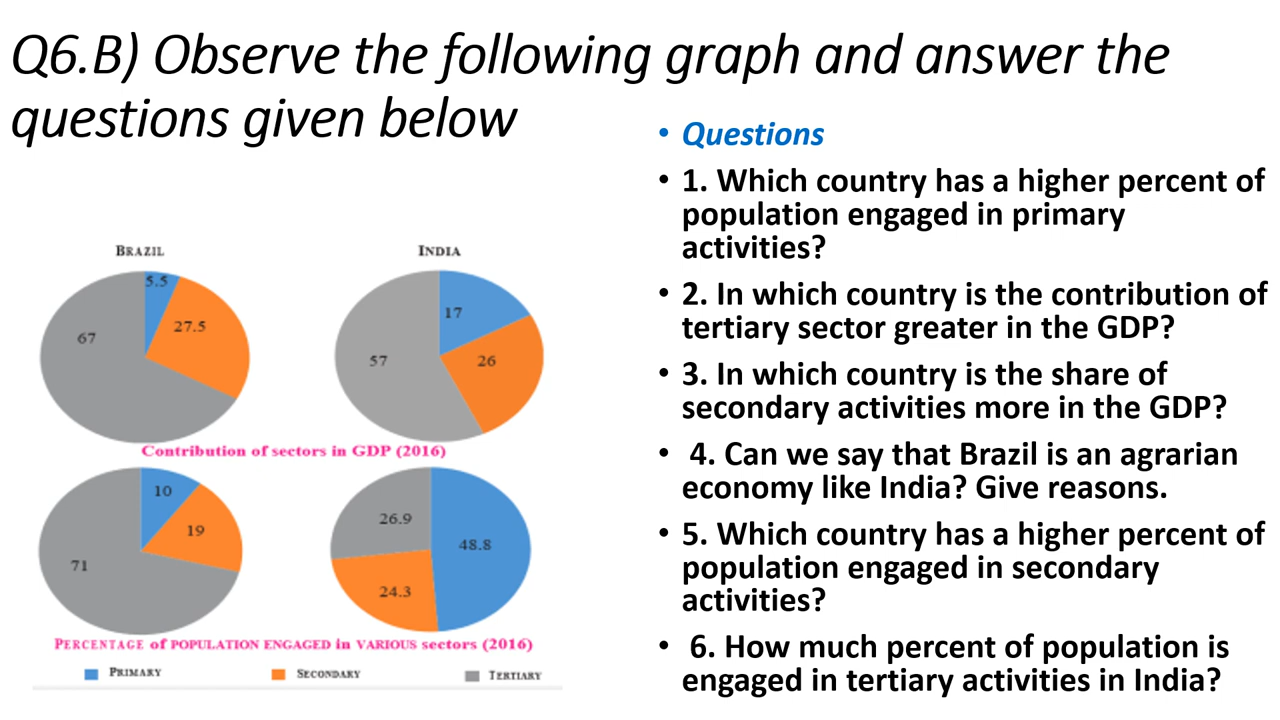 Q6.B) Observe the following graph and answer the
questions given below
• Questions
• 1. Which country has a higher percent of
population engaged in primary
activities?
• 2. In which country is the contribution of
tertiary sector greater in the GDP?
• 3. In which country is the share of
secondary activities more in the GDP?
• 4. Can we say that Brazil is an agrarian
economy like India? Give reasons.
• 5. Which country has a higher percent of
population engaged in secondary
activities?
• 6. How much percent of population is
engaged in tertiary activities in India?
BRAZIL
INDIA
5.5
27.5
67
17
26
57
Contribution of sectors in GDP (2016)
10
19
71
26.9
48.8
24.3
PERCENTAGE of POPULATION ENGAGED in VARIOUS sectors (2016)
PRIMARY
SECONDARY
TERTIARY